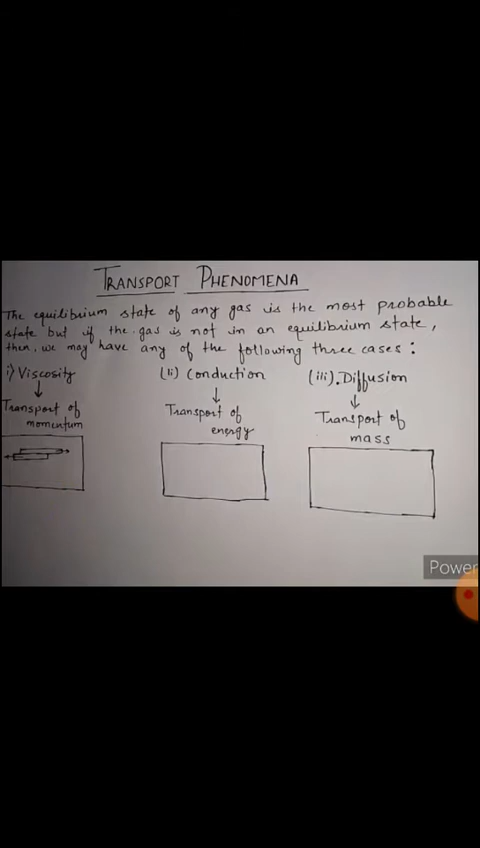 TRANSPORT PHENOMENA
The equilibrium state of any gas is the most probable
state but if the gas is not in an equilibrium state,
then, we may have any of the following three cases:
i) Viscosity (ii) Conduction (iii). Diffusion
Transport of momentum
Transport of energy
Transport of mass
Power